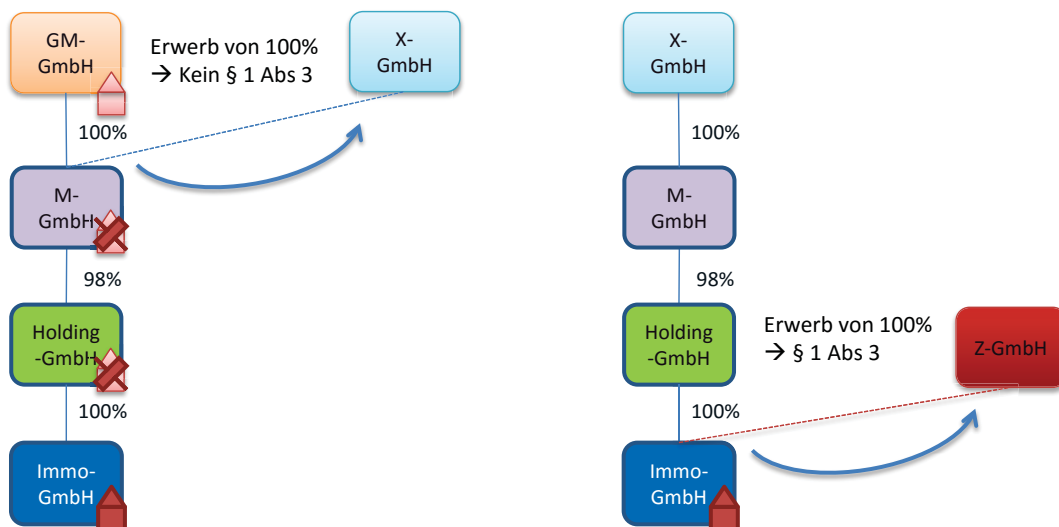 GM-
GmbH
Erwerb von 100%
→ Kein § 1 Abs 3
X-
GmbH
100%
M-
GmbH
98%
Holding
-GmbH
100%
Immo-
GmbH
X-
GmbH
100%
M-
GmbH
98%
Holding
-GmbH
Erwerb von 100%
→ § 1 Abs 3
Z-GmbH
100%
Immo-
GmbH